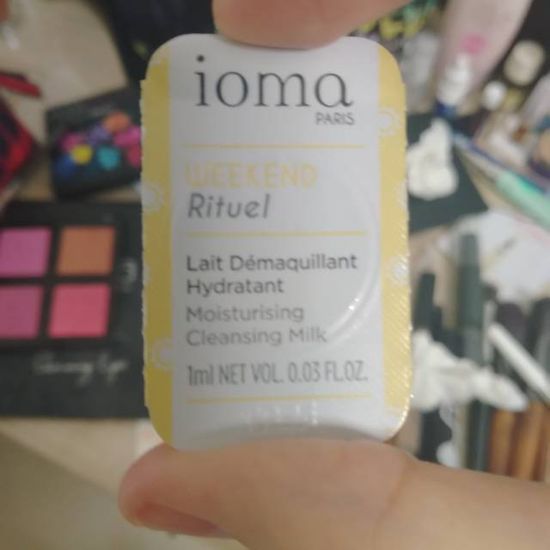 ioma
PARIS
WEEKEND
Rituel
Lait Démaquillant
Hydratant
Moisturising
Cleansing Milk
1ml NET VOL. 0.03 FL.OZ.